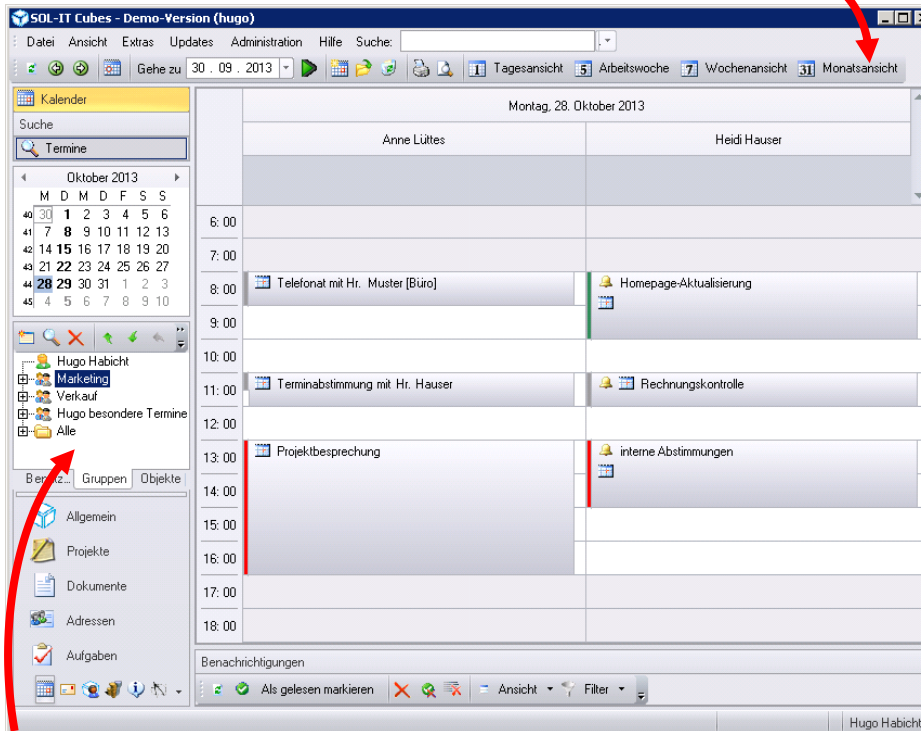 SOL-IT Cubes - Demo-Version (hugo)
Datei Ansicht Extras Updates Administration Hilfe Suche:
Gehe zu 30 . 09 . 2013 1 Tagesansicht 5 Arbeitswoche 7 Wochenansicht 31 Monatsansicht
Kalender
Suche
Termine
Oktober 2013
M D M D F S S
40 30 1 2 3 4 5 6
41 7 8 9 10 11 12 13
42 14 15 16 17 18 19 20
43 21 22 23 24 25 26 27
44 28 29 30 31 1 2 3
45 4 5 6 7 8 9 10
Hugo Habicht
Marketing
Verkauf
Hugo besondere Termine
Alle
Gruppen Objekte
Allgemein
Projekte
Dokumente
Adressen
Aufgaben
Montag, 28. Oktober 2013
Anne Lüttes Heidi Hauser
6:00
7:00
8:00 Telefonat mit Hr. Muster [Büro] Homepage-Aktualisierung
9:00
10:00
11:00 Terminabstimmung mit Hr. Hauser Rechnungskontrolle
12:00
13:00 Projektbesprechung interne Abstimmungen
14:00
15:00
16:00
17:00
18:00
Benachrichtigungen
Als gelesen markieren Ansicht Filter
Hugo Habicht